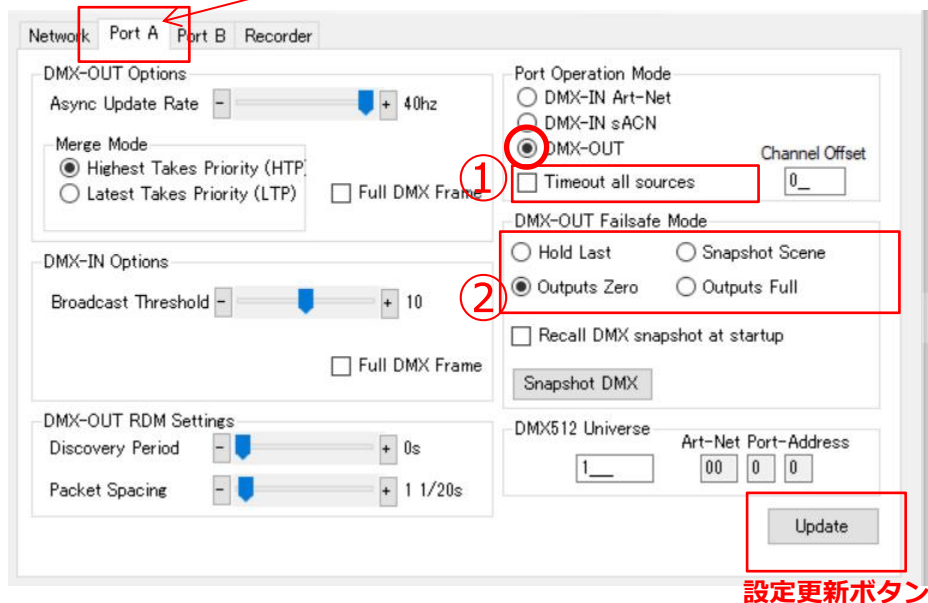 Network Port A Port B Recorder
DMX-OUT Options
Async Update Rate - + 40hz
Merge Mode
Highest Takes Priority (HTP)
Latest Takes Priority (LTP)
Full DMX Frame
DMX-IN Options
Broadcast Threshold - + 10
Full DMX Frame
DMX-OUT RDM Settings
Discovery Period - + 0s
Packet Spacing - + 1 1/20s
Port Operation Mode
DMX-IN Art-Net
DMX-IN sACN
DMX-OUT
Channel Offset
① Timeout all sources 0_
DMX-OUT Failsafe Mode
Hold Last Snapshot Scene
② Outputs Zero Outputs Full
Recall DMX snapshot at startup
Snapshot DMX
DMX512 Universe
Art-Net Port-Address
1__ 00 0 0
Update
設定更新ボタン